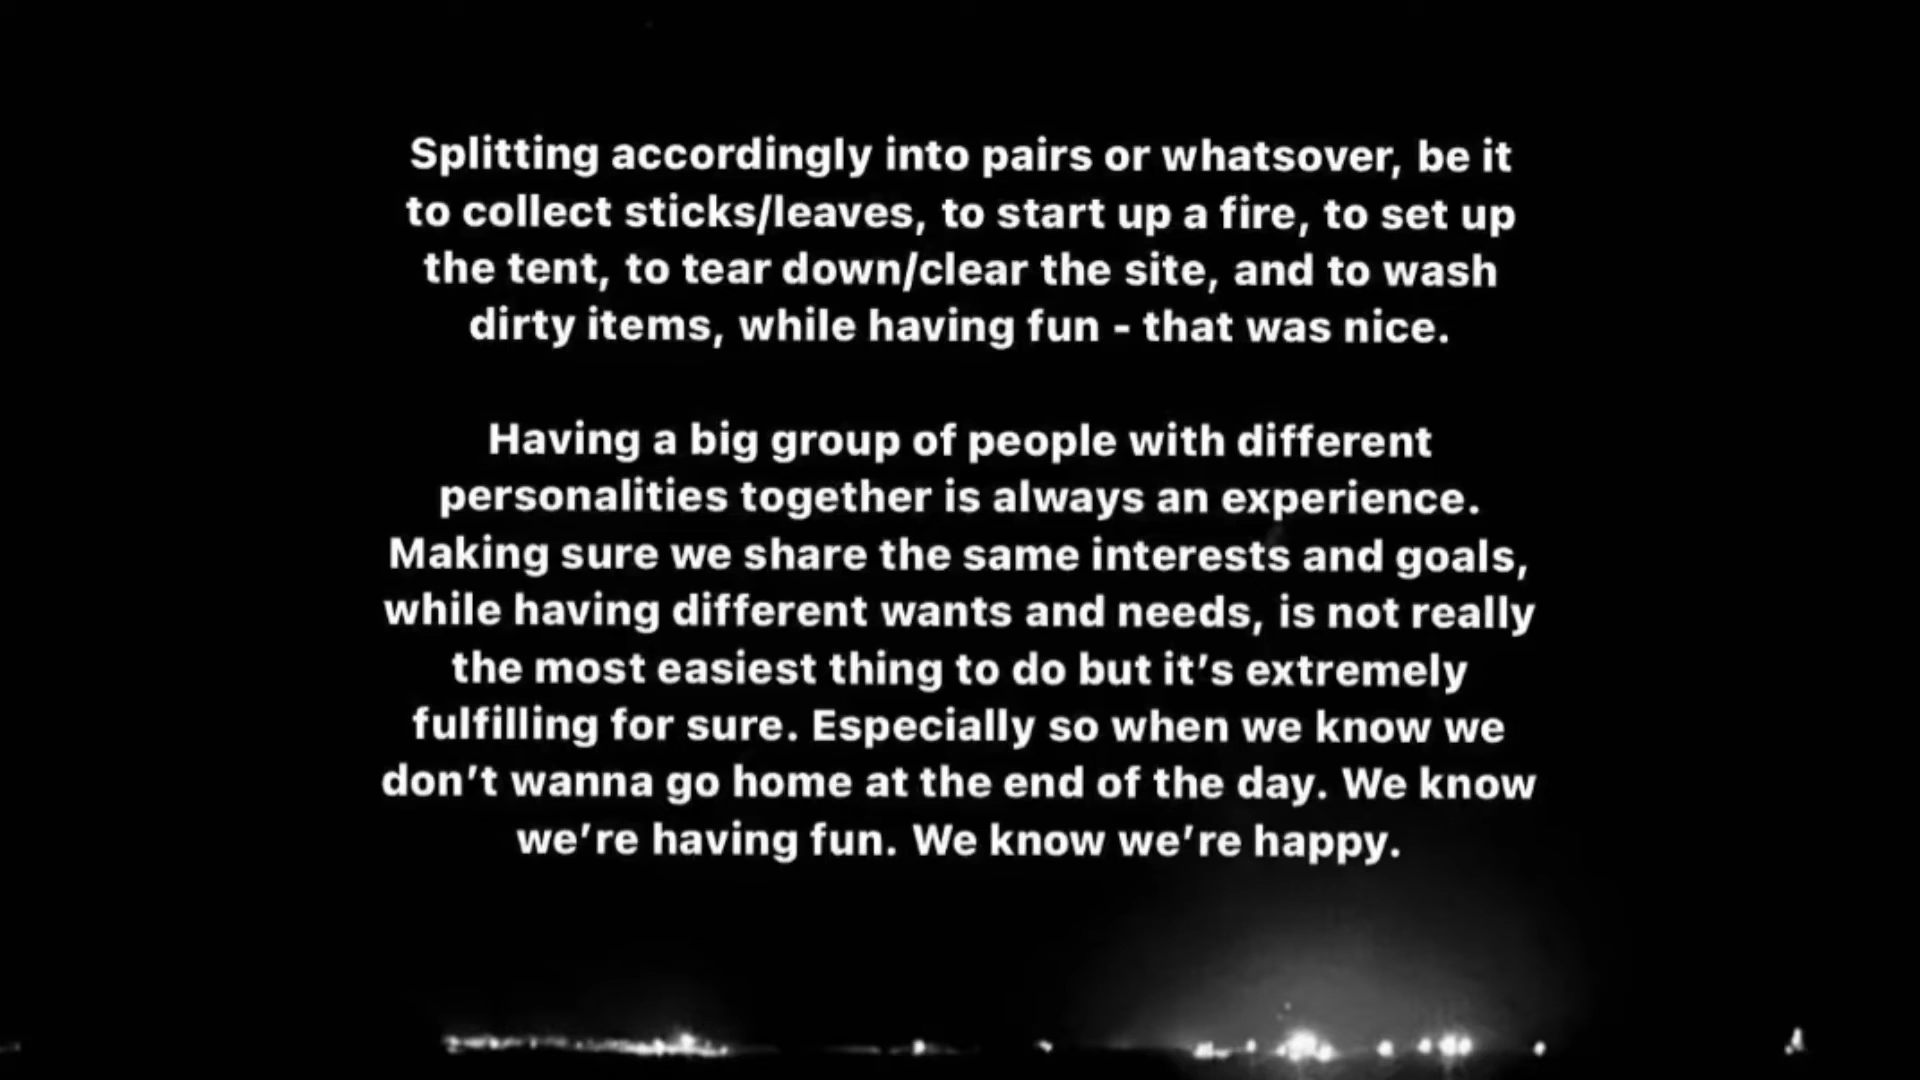 Splitting accordingly into pairs or whatsover, be it
to collect sticks/leaves, to start up a fire, to set up
the tent, to tear down/clear the site, and to wash
dirty items, while having fun - that was nice.
Having a big group of people with different
personalities together is always an experience.
Making sure we share the same interests and goals,
while having different wants and needs, is not really
the most easiest thing to do but it’s extremely
fulfilling for sure. Especially so when we know we
don’t wanna go home at the end of the day. We know
we’re having fun. We know we’re happy.